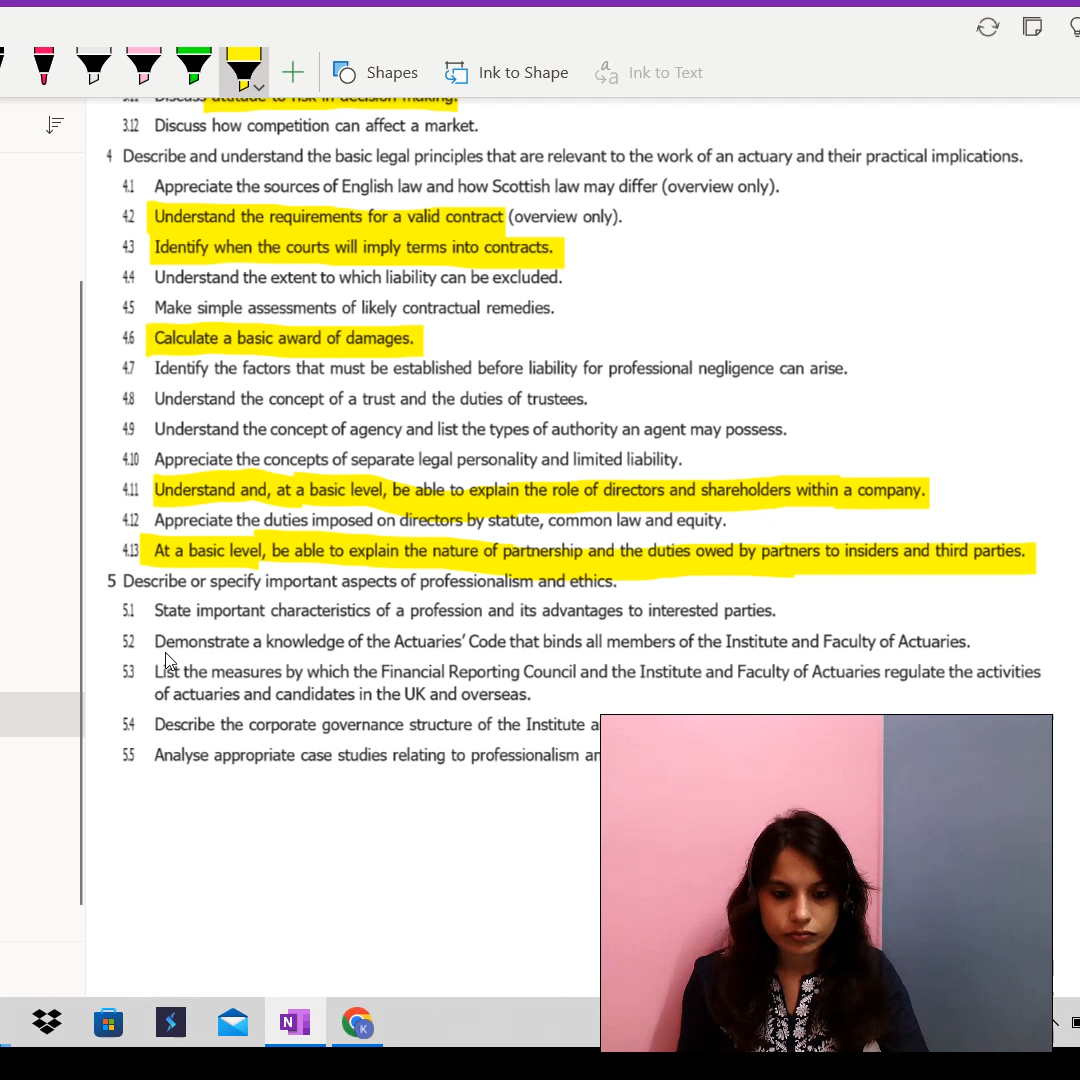 Shapes Ink to Shape Ink to Text
3.11 Discuss attitude to risk in decision making.
3.12 Discuss how competition can affect a market.
4 Describe and understand the basic legal principles that are relevant to the work of an actuary and their practical implications.
4.1 Appreciate the sources of English law and how Scottish law may differ (overview only).
4.2 Understand the requirements for a valid contract (overview only).
4.3 Identify when the courts will imply terms into contracts.
4.4 Understand the extent to which liability can be excluded.
4.5 Make simple assessments of likely contractual remedies.
4.6 Calculate a basic award of damages.
4.7 Identify the factors that must be established before liability for professional negligence can arise.
4.8 Understand the concept of a trust and the duties of trustees.
4.9 Understand the concept of agency and list the types of authority an agent may possess.
4.10 Appreciate the concepts of separate legal personality and limited liability.
4.11 Understand and, at a basic level, be able to explain the role of directors and shareholders within a company.
4.12 Appreciate the duties imposed on directors by statute, common law and equity.
4.13 At a basic level, be able to explain the nature of partnership and the duties owed by partners to insiders and third parties.
5 Describe or specify important aspects of professionalism and ethics.
5.1 State important characteristics of a profession and its advantages to interested parties.
5.2 Demonstrate a knowledge of the Actuaries' Code that binds all members of the Institute and Faculty of Actuaries.
5.3 List the measures by which the Financial Reporting Council and the Institute and Faculty of Actuaries regulate the activities
of actuaries and candidates in the UK and overseas.
5.4 Describe the corporate governance structure of the Institute
5.5 Analyse appropriate case studies relating to professionalism
N K